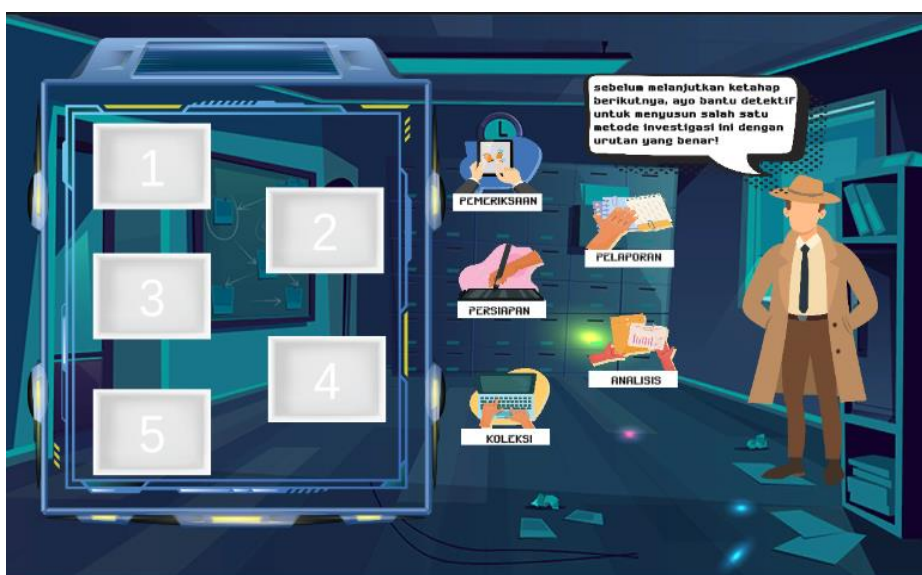 sebelum melanjutkan ketahap
berikutnya, ayo bantu detektif
untuk menyusun salah satu
metode investigasi ini dengan
urutan yang benar!
1
2
3
4
5
PEMERIKSAAN
PELAPORAN
PERSIAPAN
ANALISIS
KOLEKSI